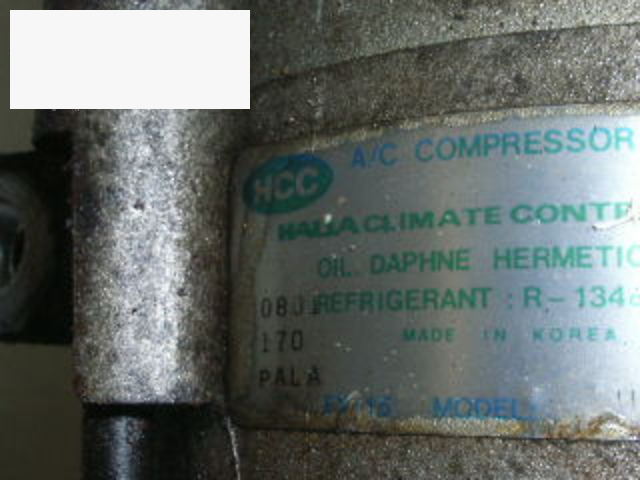 A/C COMPRESSOR
HCC
HALLA CLIMATE CONT
OIL. DAPHNE HERMETIC
REFRIGERANT : R-134
170
MADE IN KOREA
PALA
MODEL: